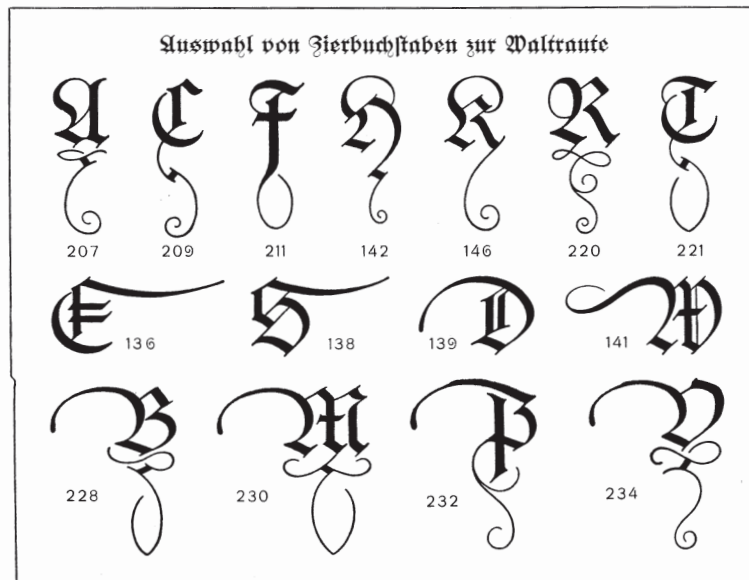 Auswahl von Zierbuchstaben zur Waltraute
A C F H K R T
207 209 211 142 146 220 221
E S D W
136 138 139 141
B M P V
228 230 232 234